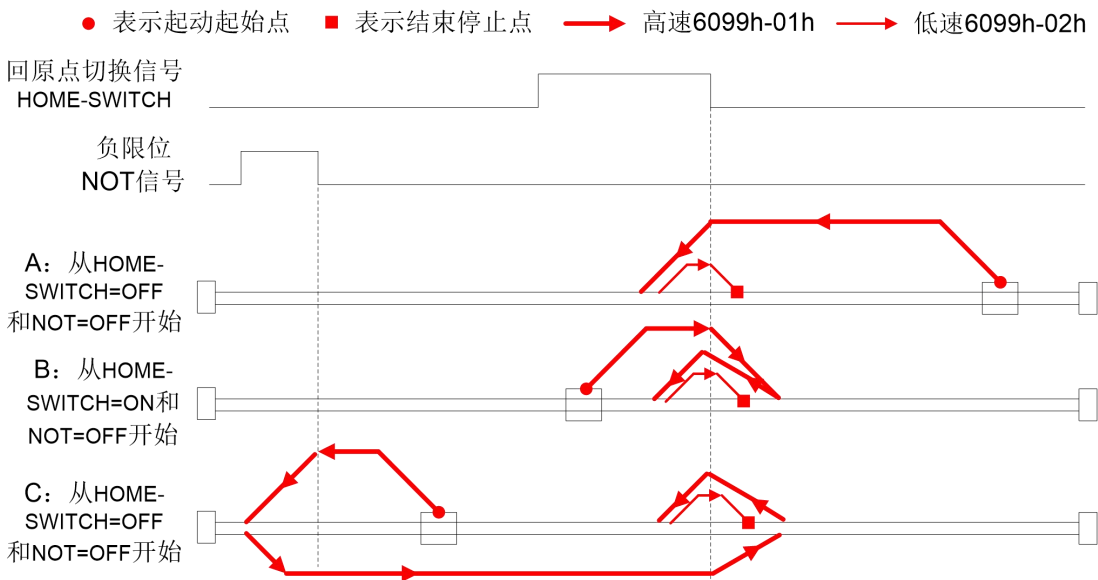 表示起动起始点 表示结束停止点 高速6099h-01h 低速6099h-02h
回原点切换信号
HOME-SWITCH
负限位
NOT信号
A：从HOME-
SWITCH=OFF
和NOT=OFF开始
B：从HOME-
SWITCH=ON和
NOT=OFF开始
C：从HOME-
SWITCH=OFF
和NOT=OFF开始